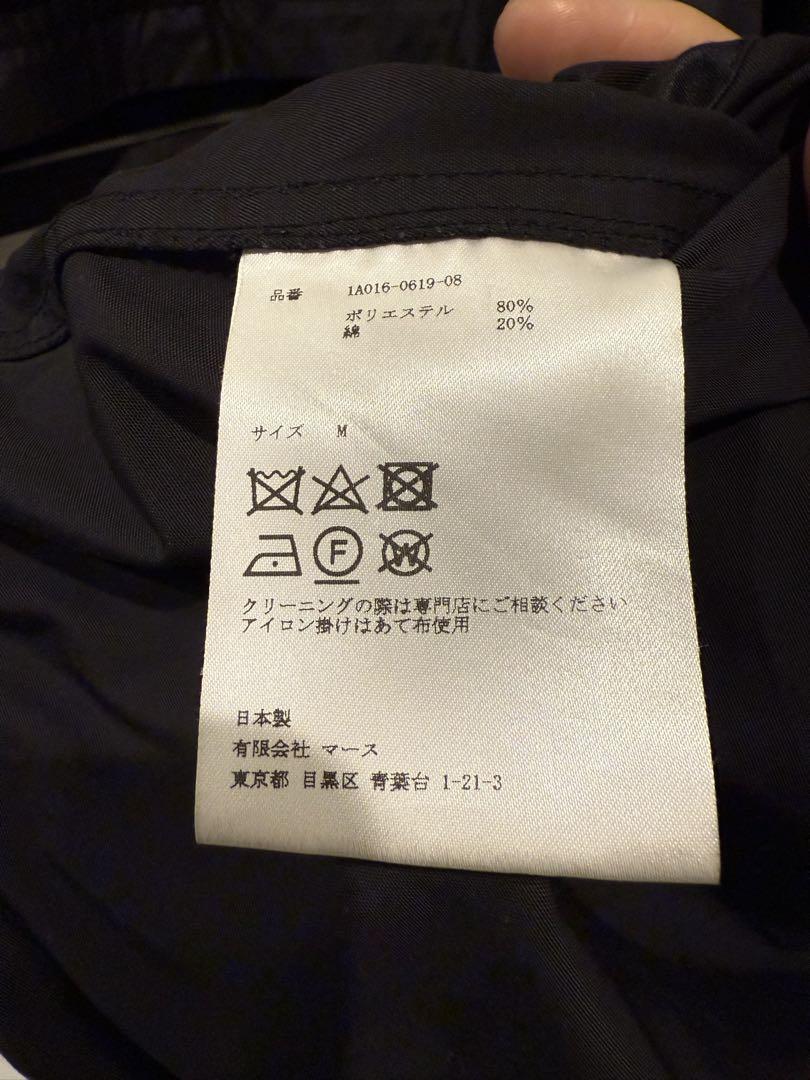 品番 1A016-0619-08
ポリエステル 80%
綿 20%
サイズ M
F W
クリーニングの際は専門店にご相談ください
アイロン掛けはあて布使用
日本製
有限会社 マース
東京都 目黒区 青葉台 1-21-3